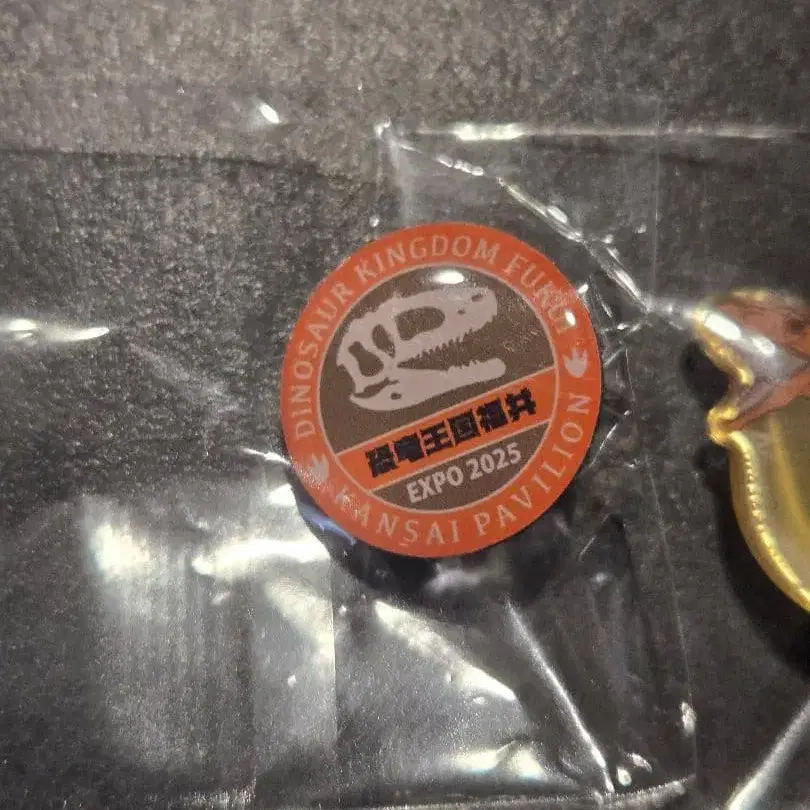 DINOSAUR KINGDOM FUKUI
恐竜王国福井
EXPO 2025
KANSAI PAVILION